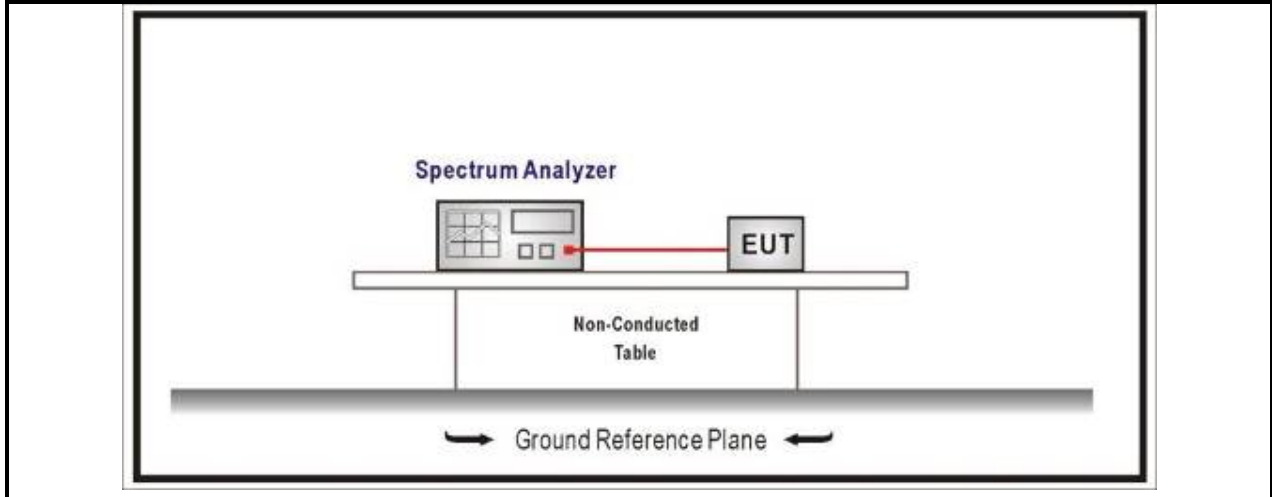 Spectrum Analyzer
EUT
Non-Conducted
Table
Ground Reference Plane